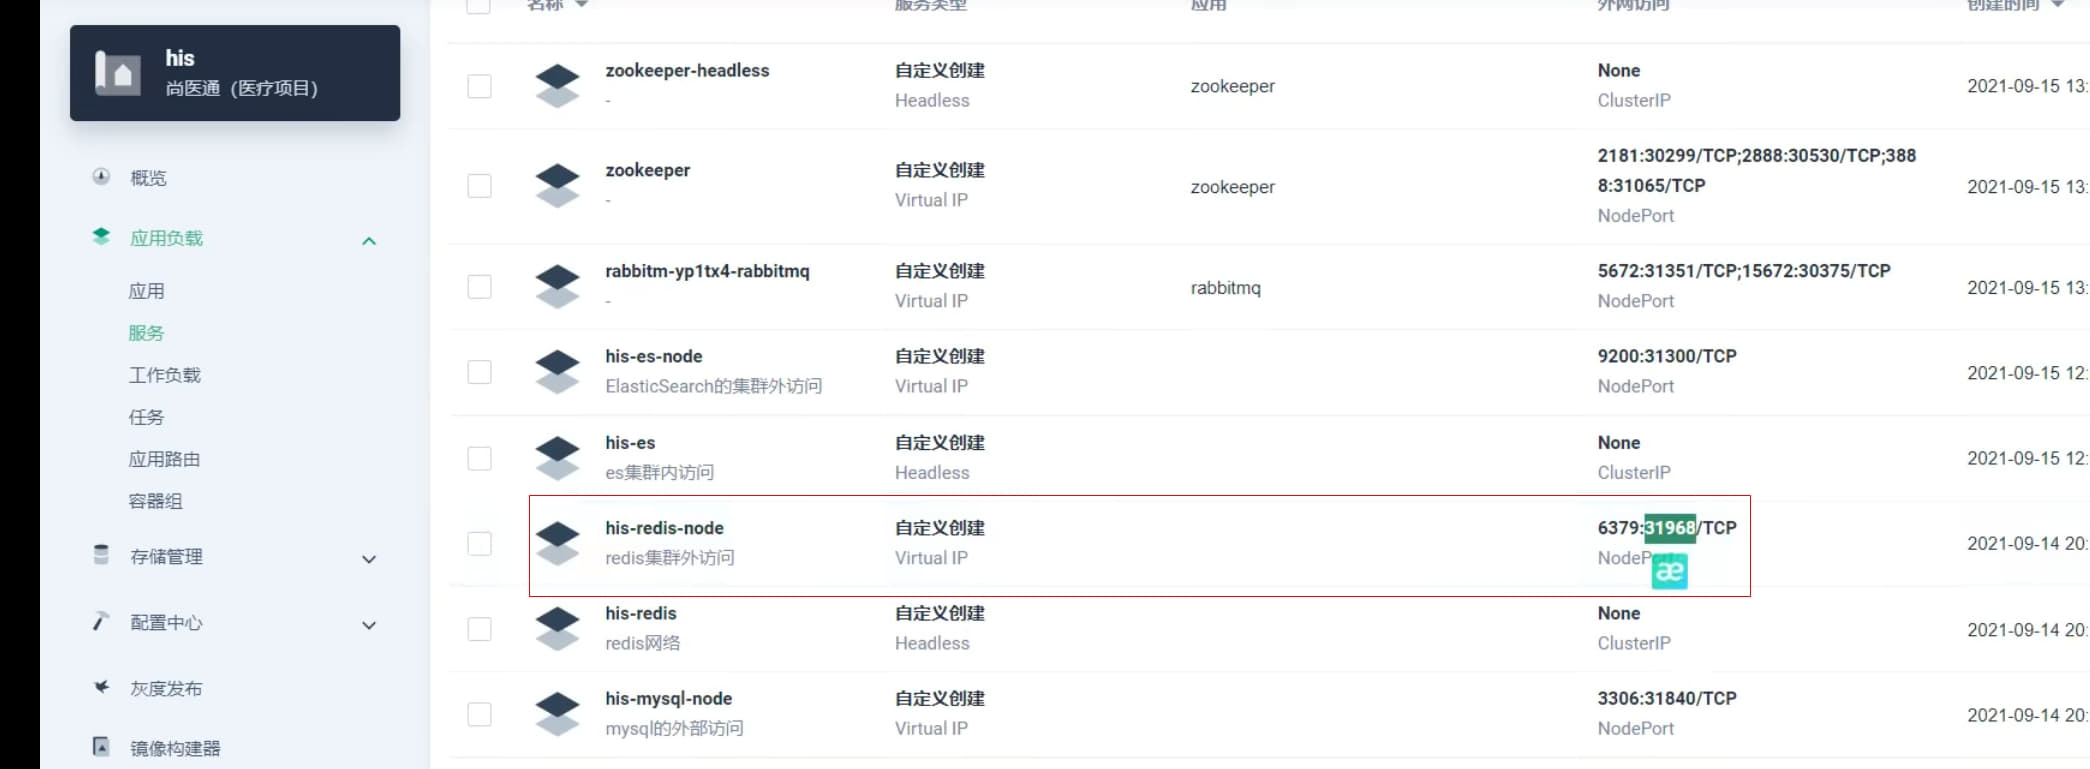 名称
服务类型
应用
外网访问
创建时间
his
尚医通（医疗项目）
概览
应用负载
应用
服务
工作负载
任务
应用路由
容器组
存储管理
配置中心
灰度发布
镜像构建器
zookeeper-headless
-
自定义创建
Headless
zookeeper
None
ClusterIP
2021-09-15 13:
zookeeper
-
自定义创建
Virtual IP
zookeeper
2181:30299/TCP;2888:30530/TCP;388
8:31065/TCP
NodePort
2021-09-15 13:
rabbitm-yp1tx4-rabbitmq
-
自定义创建
Virtual IP
rabbitmq
5672:31351/TCP;15672:30375/TCP
NodePort
2021-09-15 13:
his-es-node
ElasticSearch的集群外访问
自定义创建
Virtual IP
9200:31300/TCP
NodePort
2021-09-15 12:
his-es
es集群内访问
自定义创建
Headless
None
ClusterIP
2021-09-15 12:
his-redis-node
redis集群外访问
自定义创建
Virtual IP
6379:31968/TCP
NodePort
æ
2021-09-14 20:
his-redis
redis网络
自定义创建
Headless
None
ClusterIP
2021-09-14 20:
his-mysql-node
mysql的外部访问
自定义创建
Virtual IP
3306:31840/TCP
NodePort
2021-09-14 20: